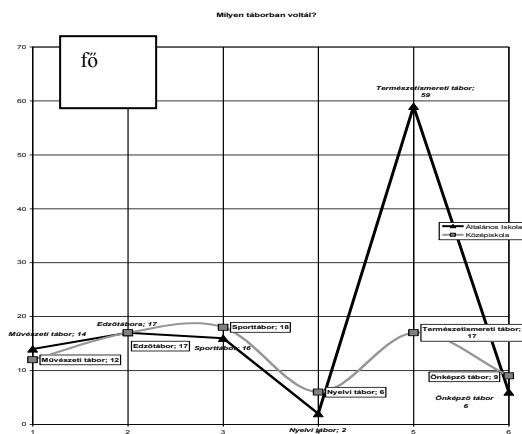 Milyen táborban voltál?
fő
70
60
50
40
30
20
10
0
Természetismereti tábor;
59
Általános Iskola
Középiskola
Művészeti tábor; 14
Művészeti tábor; 12
Edzőtábora; 17
Edzőtábor; 17
Sporttábor; 18
Sporttábor; 16
Nyelvi tábor; 6
Nyelvi tábor; 2
Természetismereti tábor;
17
Önképző tábor; 9
Önképző tábor
6
1 2 3 4 5 6